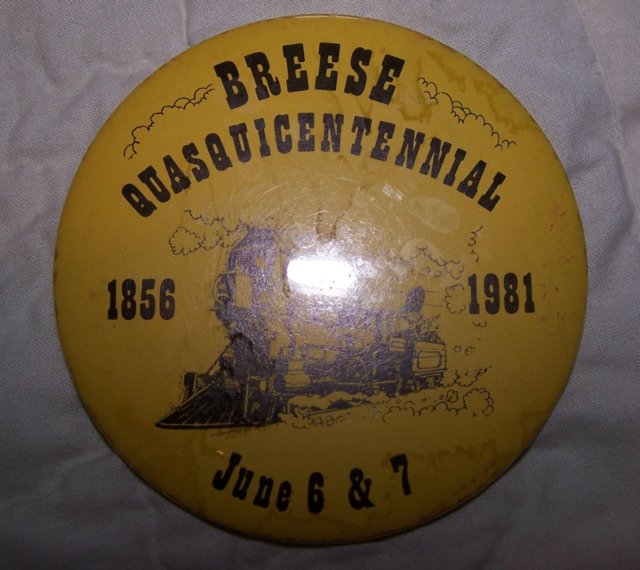 BREESE
QUASQUICENTENNIAL
1856 1981
June 6 & 7